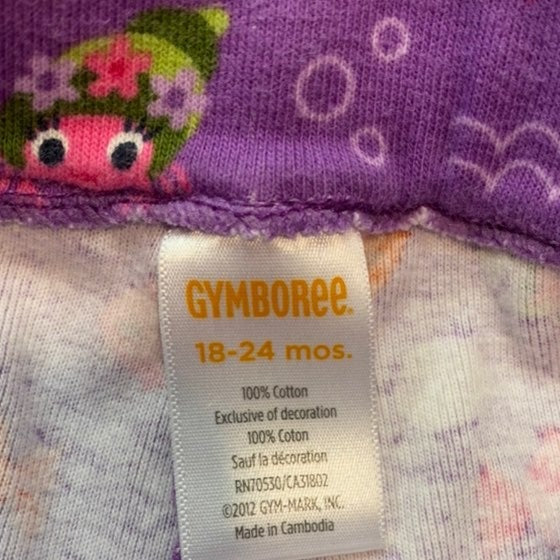 GYMBOREE.
18-24 mos.
100% Cotton
Exclusive of decoration
100% Coton
Sauf la décoration
RN70530/CA31802
©2012 GYM-MARK, INC.
Made in Cambodia